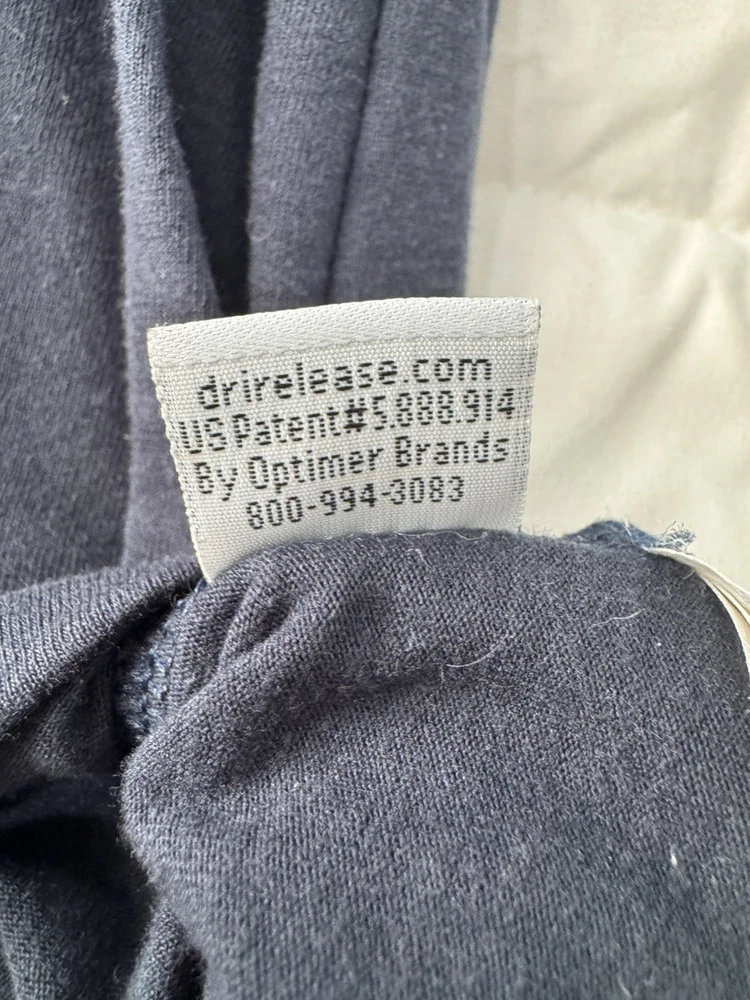 drirelease.com
US Patent#5.888.914
By Optimer Brands
800-994-3083